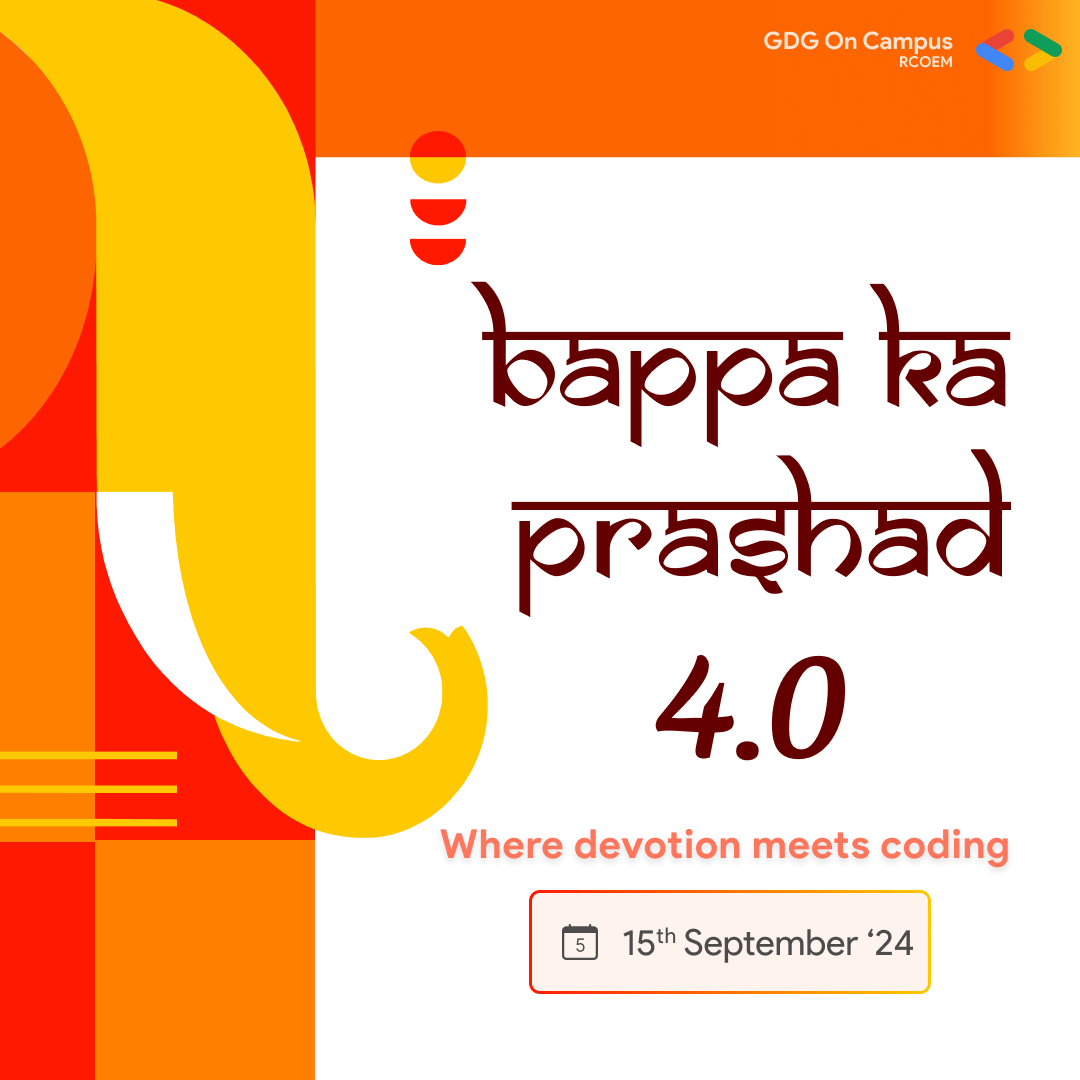 GDG On Campus
RCOEM
bappa ka
prashad
4.0
Where devotion meets coding
5
15th September ‘24